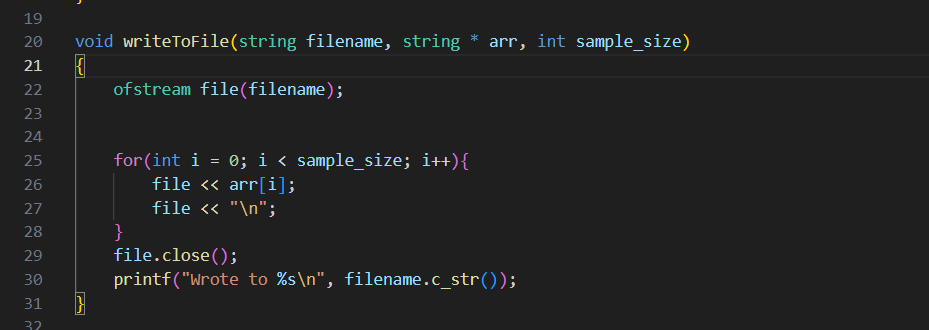 }
19
20 void writeToFile(string filename, string * arr, int sample_size)
21 {
22 ofstream file(filename);
23
24
25 for(int i = 0; i < sample_size; i++){
26 file << arr[i];
27 file << "\n";
28 }
29 file.close();
30 printf("Wrote to %s\n", filename.c_str());
31 }
32